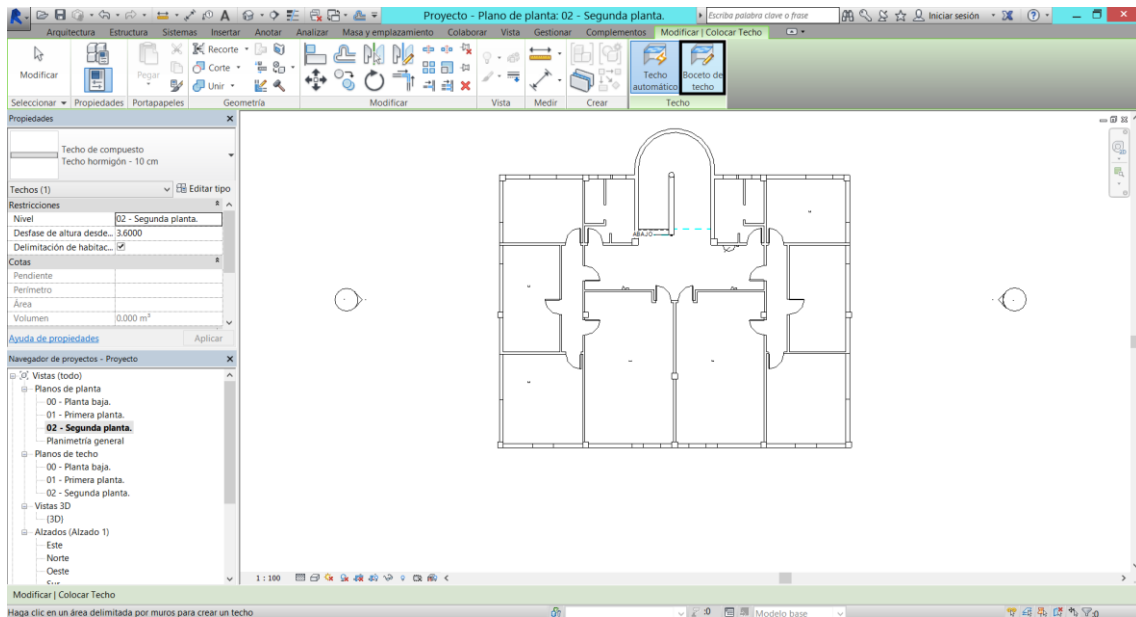 Proyecto - Plano de planta: 02 - Segunda planta.
Escriba palabra clave o frase
Iniciar sesión
Arquitectura Estructura Sistemas Insertar Anotar Analizar Masa y emplazamiento Colaborar Vista Gestionar Complementos Modificar | Colocar Techo
Modificar
Pegar
Recorte
Corte
Unir
Techo automático
Boceto de techo
Seleccionar Propiedades Portapapeles Geometría Modificar Vista Medir Crear Techo
Propiedades
Techo de compuesto
Techo hormigón - 10 cm
Techos (1) Editar tipo
Restricciones
Nivel 02 - Segunda planta.
Desfase de altura desde... 3.6000
Delimitación de habitac...
Cotas
Pendiente
Perímetro
Área
Volumen 0.000 m³
Ayuda de propiedades Aplicar
Navegador de proyectos - Proyecto
Vistas (todo)
Planos de planta
00 - Planta baja.
01 - Primera planta.
02 - Segunda planta.
Planimetría general
Planos de techo
00 - Planta baja.
01 - Primera planta.
02 - Segunda planta.
Vistas 3D
{3D}
Alzados (Alzado 1)
Este
Norte
Oeste
Sur
ABAJO
1 : 100
Modificar | Colocar Techo
Haga clic en un área delimitada por muros para crear un techo
:0
Modelo base
:0